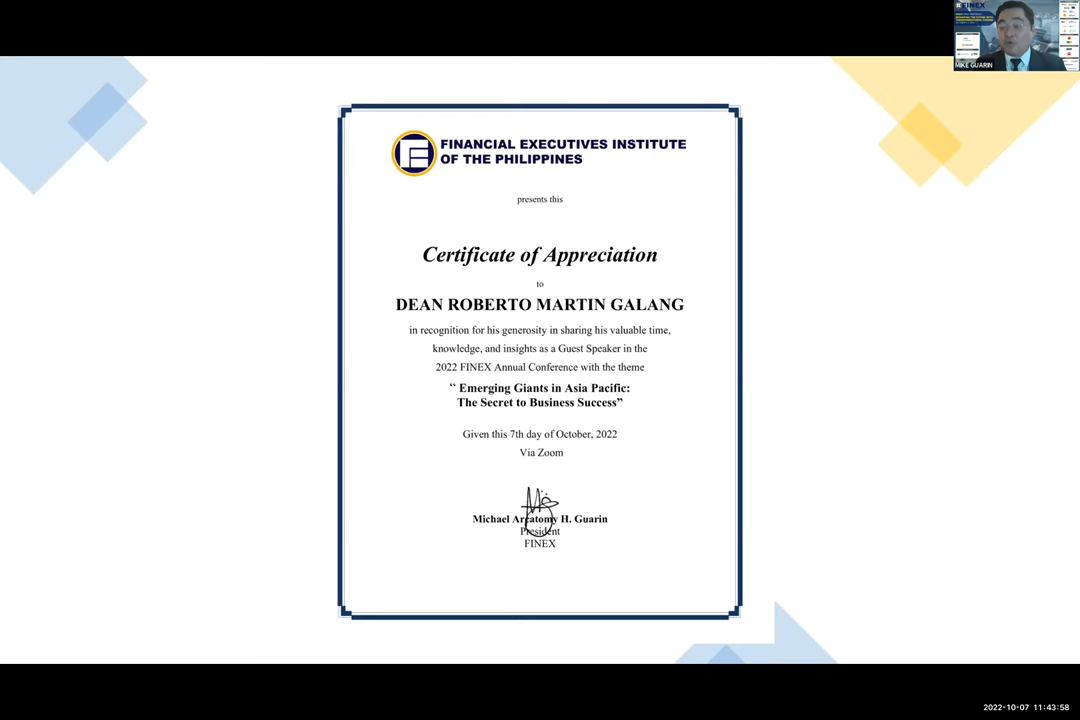 FINEX
MIKE GUARIN
FINANCIAL EXECUTIVES INSTITUTE
OF THE PHILIPPINES
presents this
Certificate of Appreciation
to
DEAN ROBERTO MARTIN GALANG
in recognition for his generosity in sharing his valuable time,
knowledge, and insights as a Guest Speaker in the
2022 FINEX Annual Conference with the theme
“ Emerging Giants in Asia Pacific:
The Secret to Business Success”
Given this 7th day of October, 2022
Via Zoom
Michael Arcatomy H. Guarin
President
FINEX
2022-10-07 11:43:58